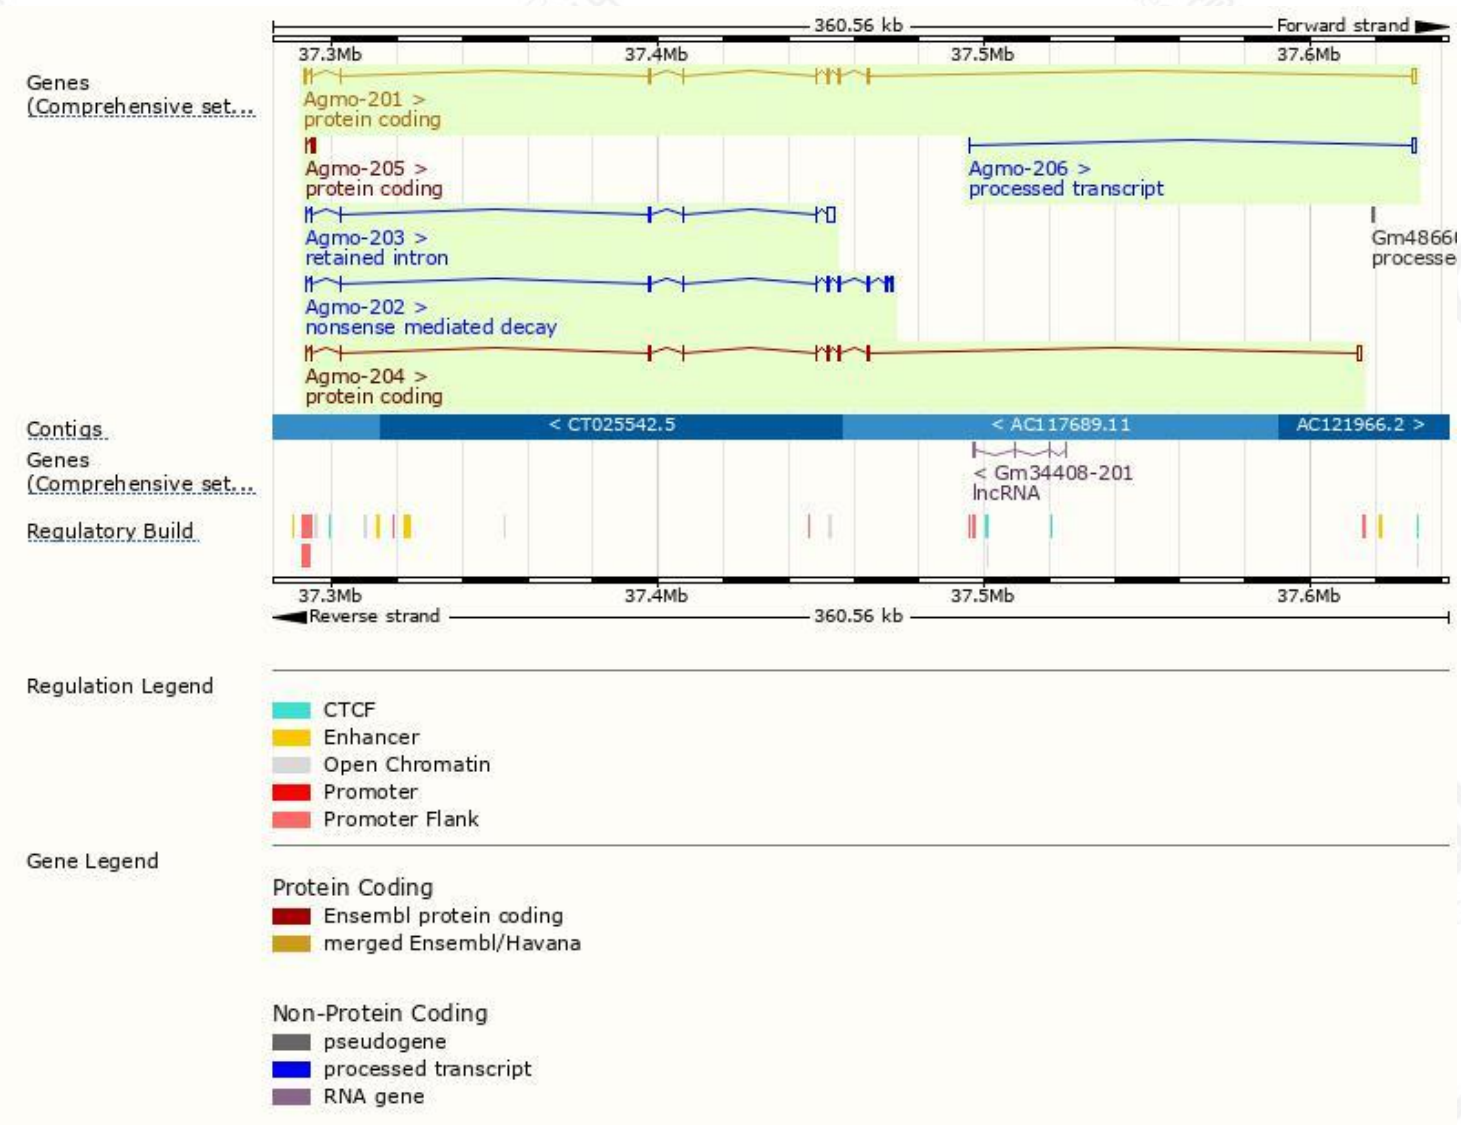 360.56 kb
Forward strand
37.3Mb 37.4Mb 37.5Mb 37.6Mb
Genes
(Comprehensive set...
Agmo-201 >
protein coding
Agmo-205 >
protein coding
Agmo-206 >
processed transcript
Agmo-203 >
retained intron
Gm4866
processe
Agmo-202 >
nonsense mediated decay
Agmo-204 >
protein coding
Contigs
< CT025542.5
< AC117689.11
AC121966.2 >
Genes
(Comprehensive set...
< Gm34408-201
lncRNA
Regulatory Build
37.3Mb 37.4Mb 37.5Mb 37.6Mb
Reverse strand
360.56 kb
Regulation Legend
CTCF
Enhancer
Open Chromatin
Promoter
Promoter Flank
Gene Legend
Protein Coding
Ensembl protein coding
merged Ensembl/Havana
Non-Protein Coding
pseudogene
processed transcript
RNA gene